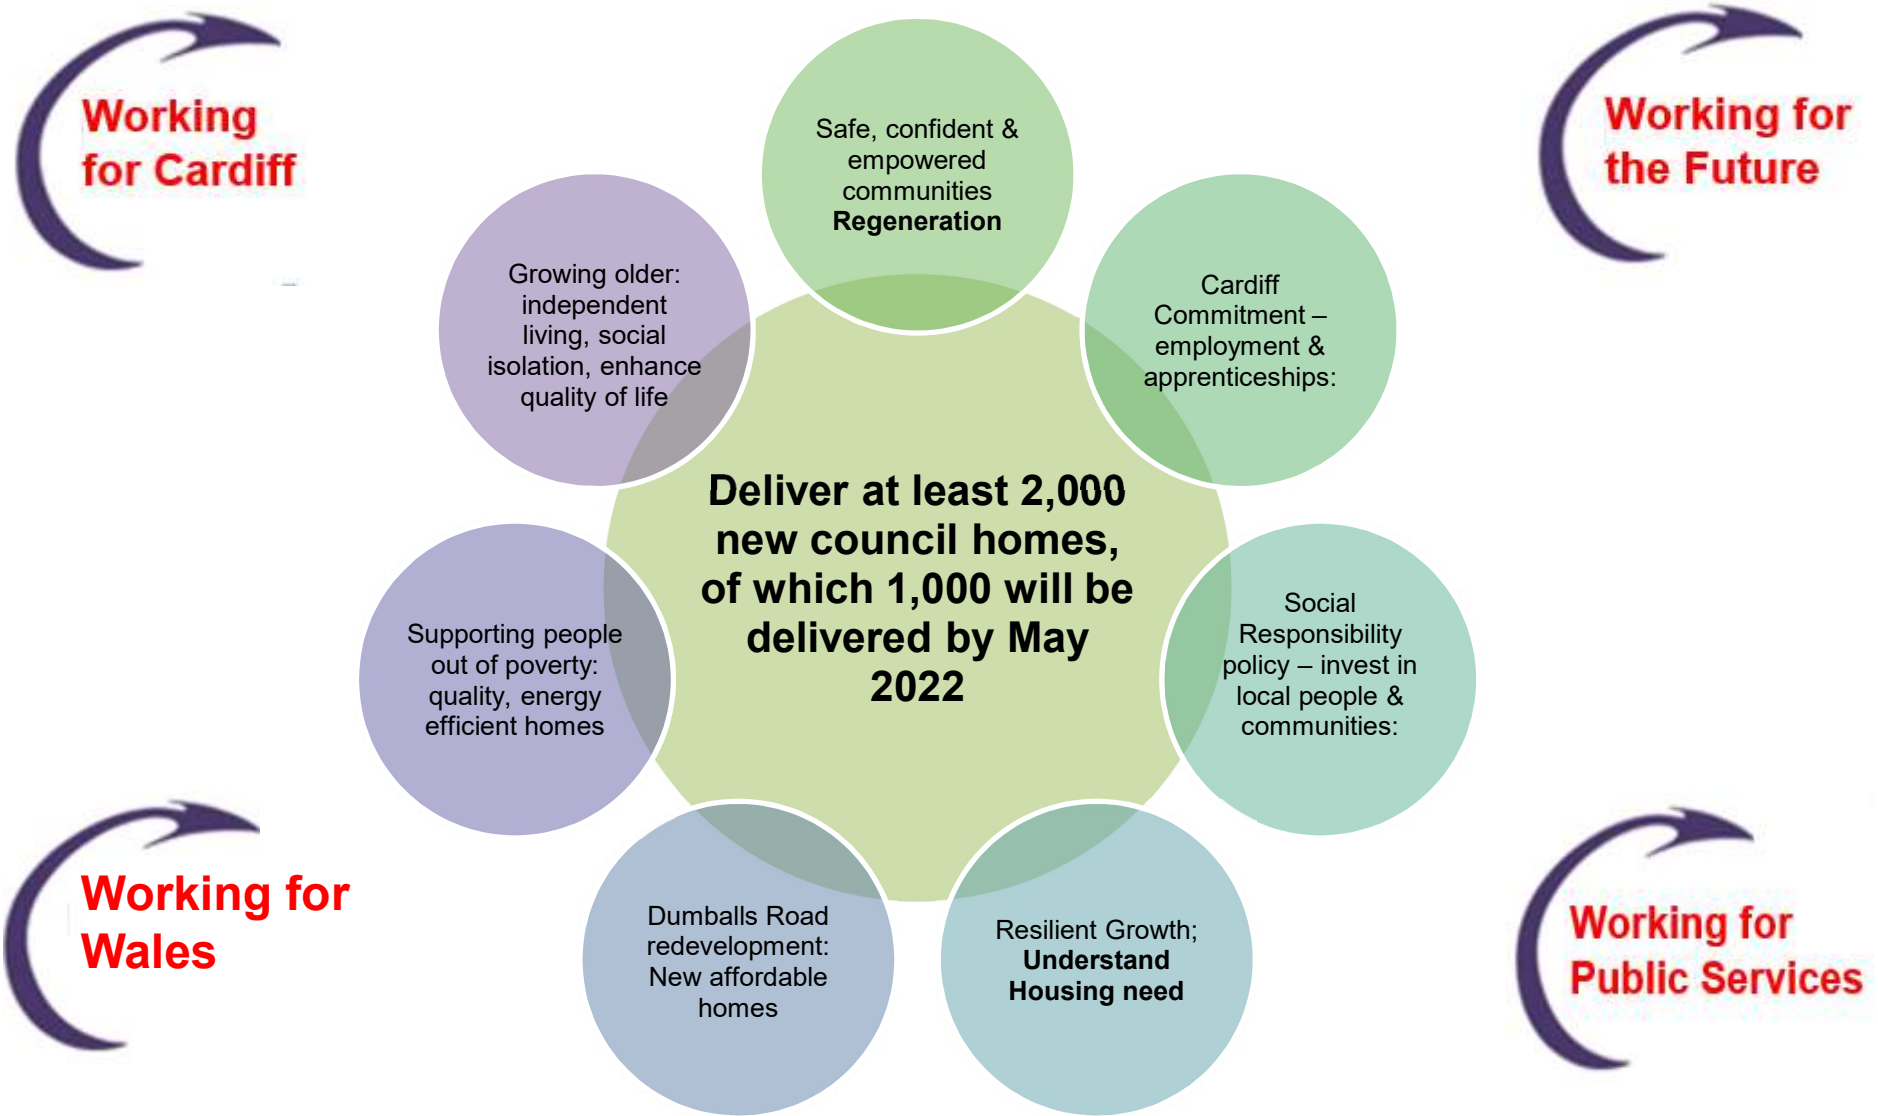 Working
for Cardiff
Working for
the Future
Safe, confident &
empowered
communities
Regeneration
Cardiff
Commitment –
employment &
apprenticeships:
Social
Responsibility
policy – invest in
local people &
communities:
Resilient Growth;
Understand
Housing need
Dumballs Road
redevelopment:
New affordable
homes
Supporting people
out of poverty:
quality, energy
efficient homes
Growing older:
independent
living, social
isolation, enhance
quality of life
Deliver at least 2,000
new council homes,
of which 1,000 will be
delivered by May
2022
Working for
Wales
Working for
Public Services